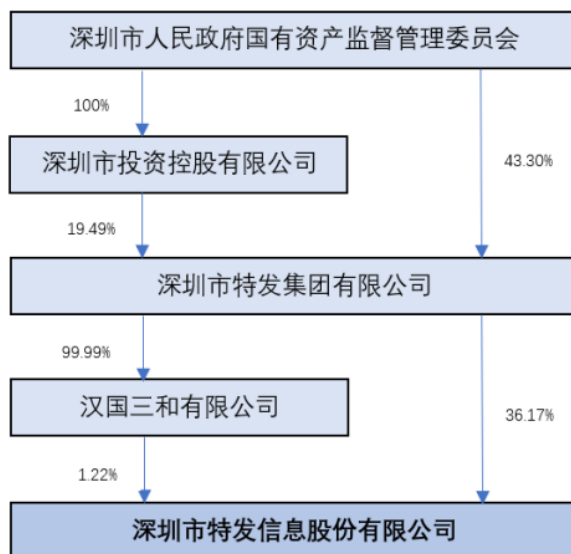 深圳市人民政府国有资产监督管理委员会
100%
深圳市投资控股有限公司
43.30%
19.49%
深圳市特发集团有限公司
99.99%
汉国三和有限公司
36.17%
1.22%
深圳市特发信息股份有限公司